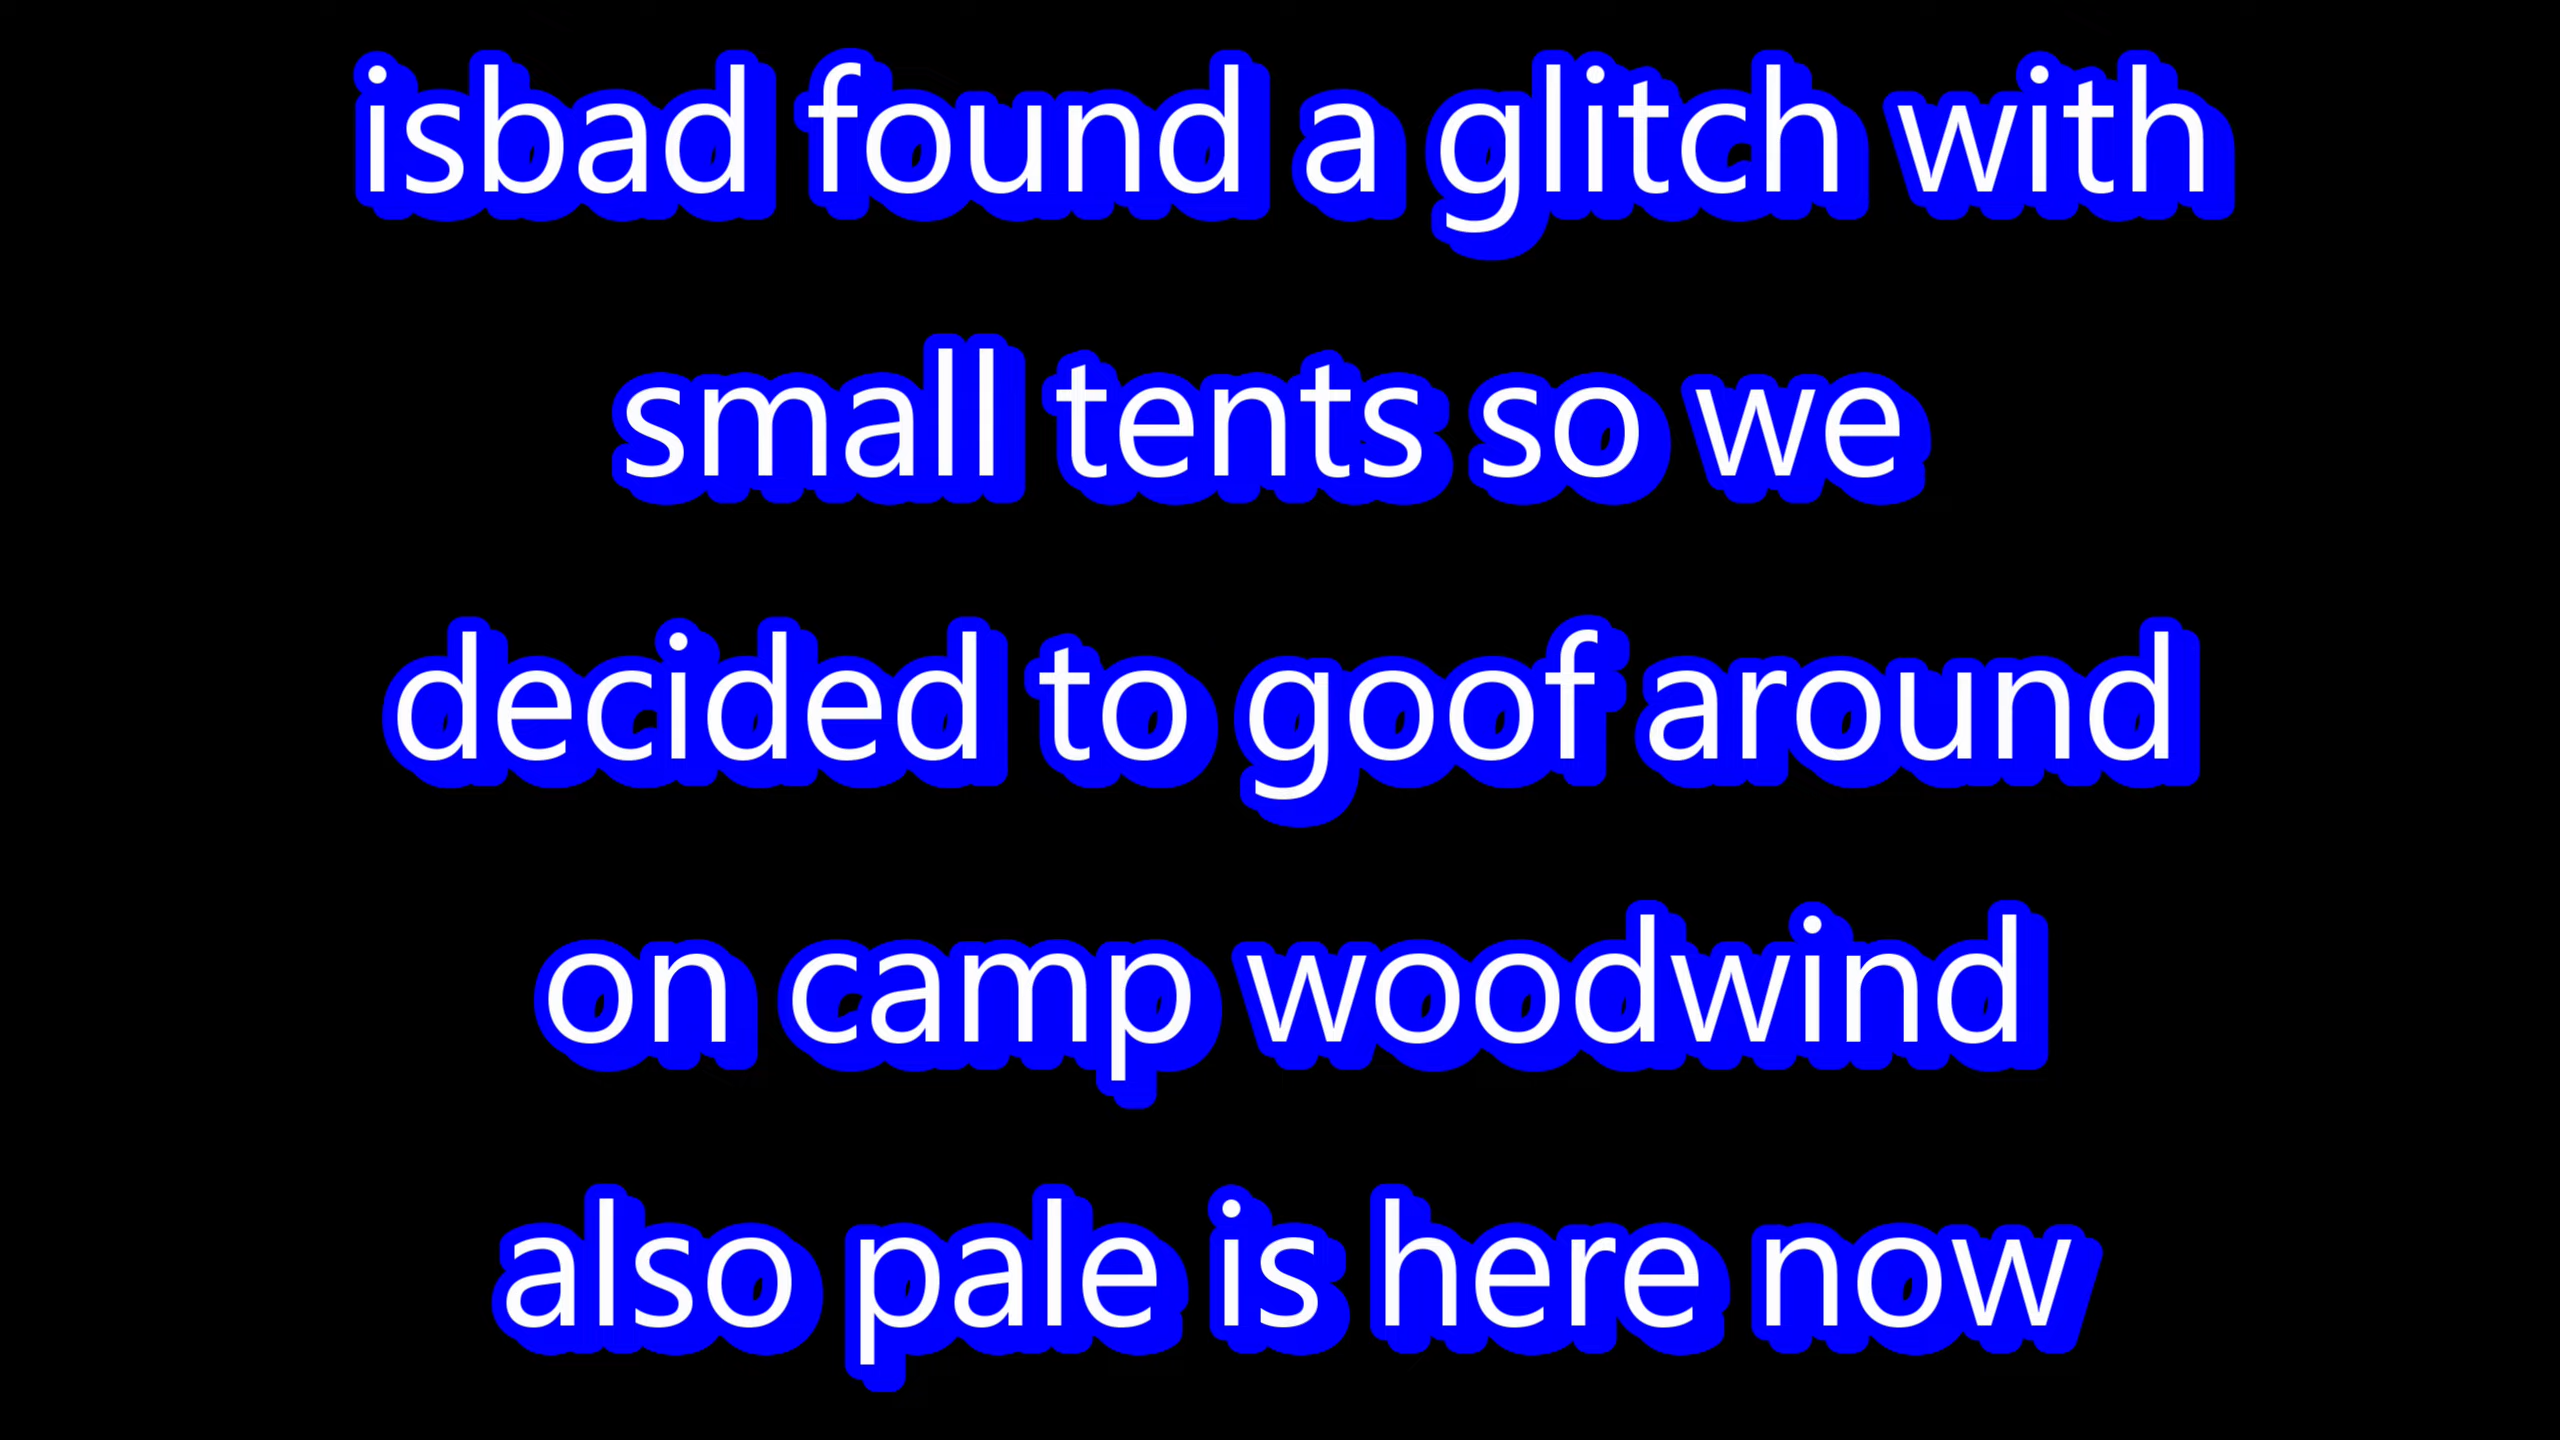 isbad found a glitch with
small tents so we
decided to goof around
on camp woodwind
also pale is here now